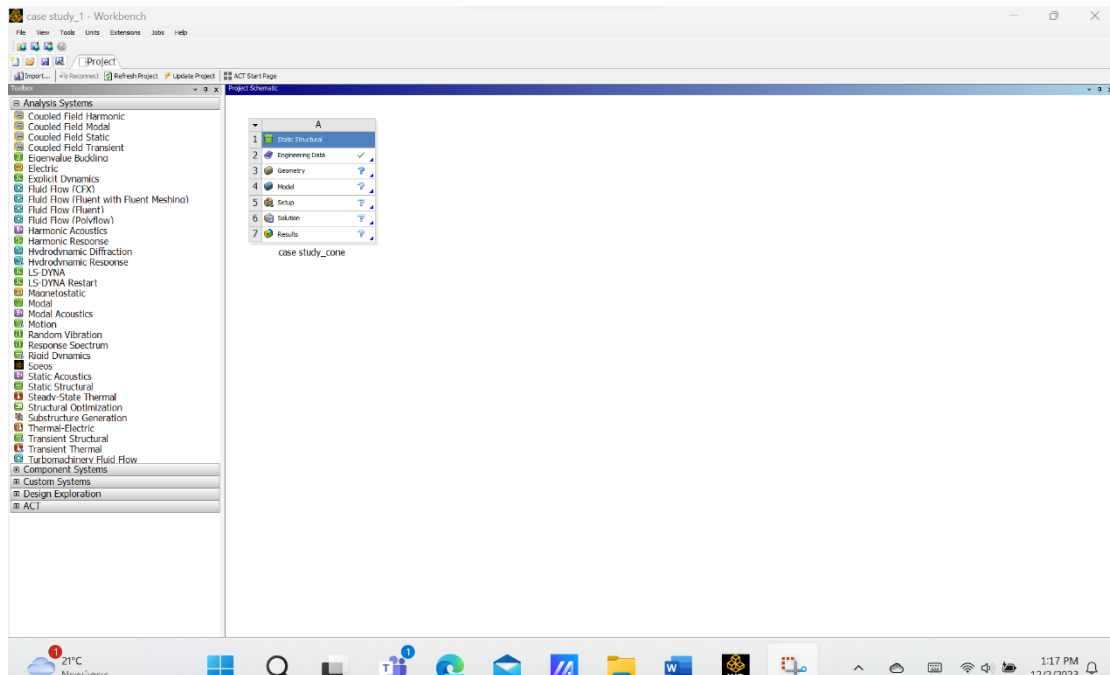 case study_1 - Workbench
File View Tools Units Extensions Jobs Help
Project
Import... Reconnect Refresh Project Update Project ACT Start Page
Toolbox
Project Schematic
Analysis Systems
Coupled Field Harmonic
Coupled Field Modal
Coupled Field Static
Coupled Field Transient
Eigenvalue Buckling
Electric
Explicit Dynamics
Fluid Flow (CFX)
Fluid Flow (Fluent with Fluent Meshing)
Fluid Flow (Fluent)
Fluid Flow (Polyflow)
Harmonic Acoustics
Harmonic Response
Hydrodynamic Diffraction
Hydrodynamic Response
LS-DYNA
LS-DYNA Restart
Magnetostatic
Modal
Modal Acoustics
Motion
Random Vibration
Response Spectrum
Rigid Dynamics
Speos
Static Acoustics
Static Structural
Steady-State Thermal
Structural Optimization
Substructure Generation
Thermal-Electric
Transient Structural
Transient Thermal
Turbomachinery Fluid Flow
Component Systems
Custom Systems
Design Exploration
ACT
A
1 Static Structural
2 Engineering Data
3 Geometry
4 Model
5 Setup
6 Solution
7 Results
case study_cone
1
21°C
1
1:17 PM